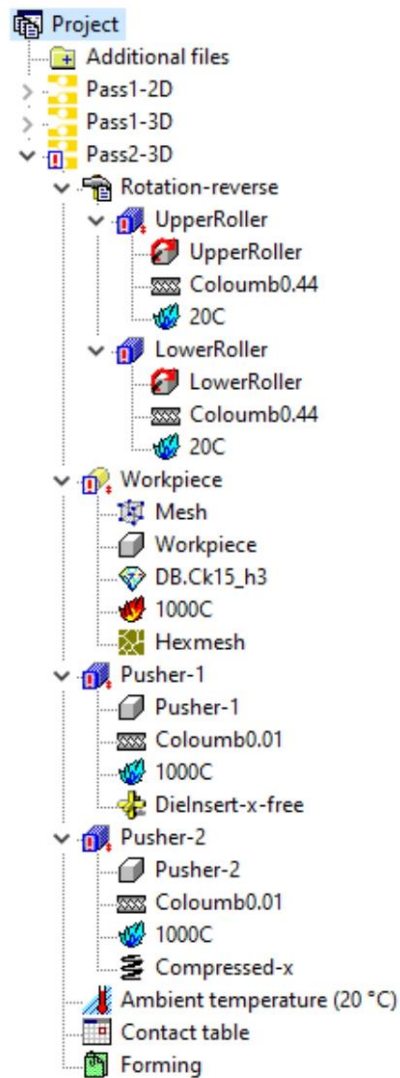 Project
Additional files
Pass1-2D
Pass1-3D
Pass2-3D
Rotation-reverse
UpperRoller
UpperRoller
Coloumb0.44
20C
LowerRoller
LowerRoller
Coloumb0.44
20C
Workpiece
Mesh
Workpiece
DB.Ck15_h3
1000C
Hexmesh
Pusher-1
Pusher-1
Coloumb0.01
1000C
DieInsert-x-free
Pusher-2
Pusher-2
Coloumb0.01
1000C
Compressed-x
Ambient temperature (20 °C)
Contact table
Forming